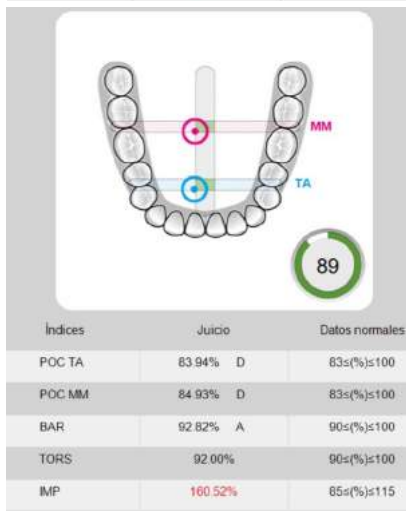 MM
TA
89
Índices Juicio Datos normales
POC TA 83.94% D 83≤(%)≤100
POC MM 84.93% D 83≤(%)≤100
BAR 92.82% A 90≤(%)≤100
TORS 92.00% 90≤(%)≤100
IMP 160.52% 85≤(%)≤115